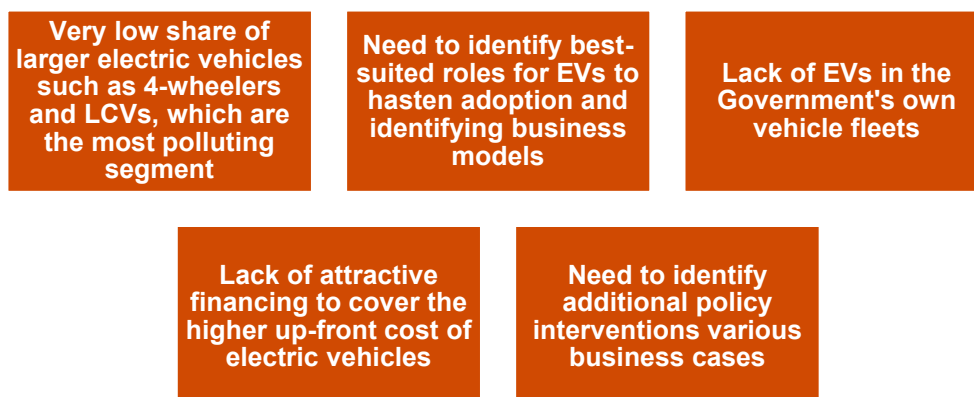 Very low share of
larger electric vehicles
such as 4-wheelers
and LCVs, which are
the most polluting
segment
Need to identify best-
suited roles for EVs to
hasten adoption and
identifying business
models
Lack of EVs in the
Government's own
vehicle fleets
Lack of attractive
financing to cover the
higher up-front cost of
electric vehicles
Need to identify
additional policy
interventions various
business cases